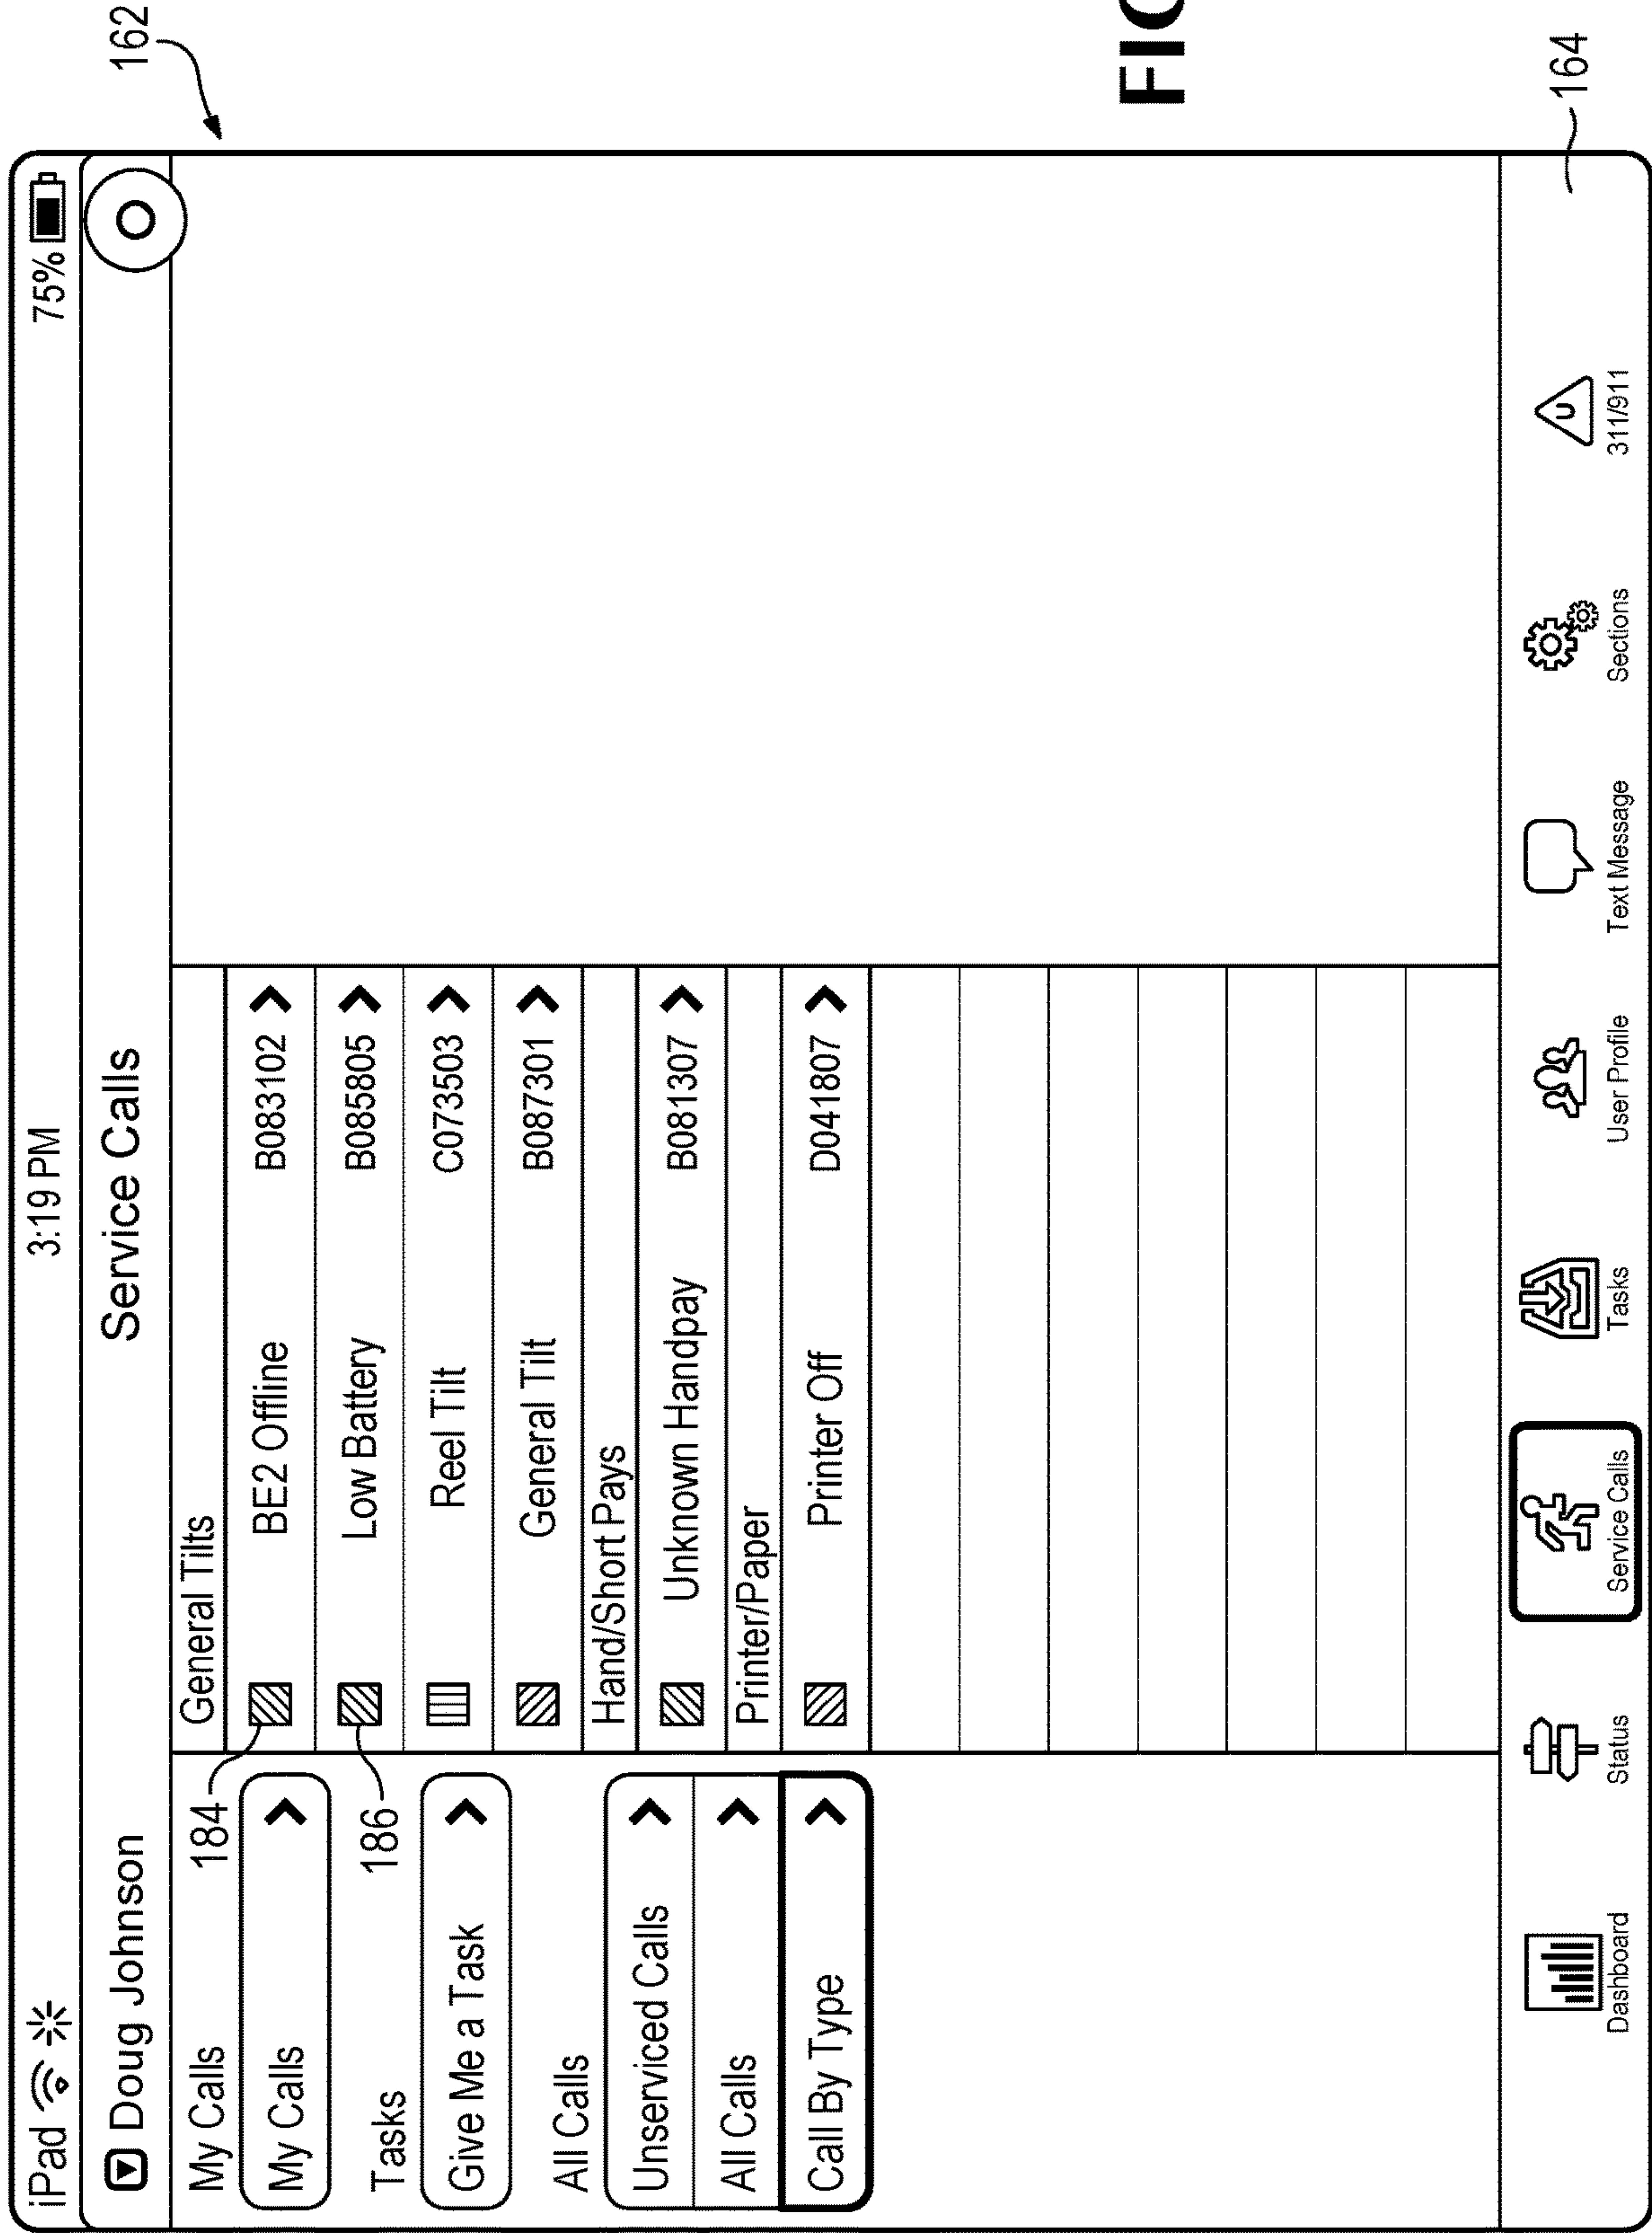 iPad 3:19 PM 75%
Doug Johnson Service Calls
162
My Calls
184
My Calls
186
Tasks
Give Me a Task
All Calls
Unserviced Calls
All Calls
Call By Type
General Tilts
BE2 Offline B083102
Low Battery B085805
Reel Tilt C073503
General Tilt B087301
Hand/Short Pays
Unknown Handpay B081307
Printer/Paper
Printer Off D041807
Dashboard Status Service Calls Tasks User Profile Text Message Sections 311/911
164